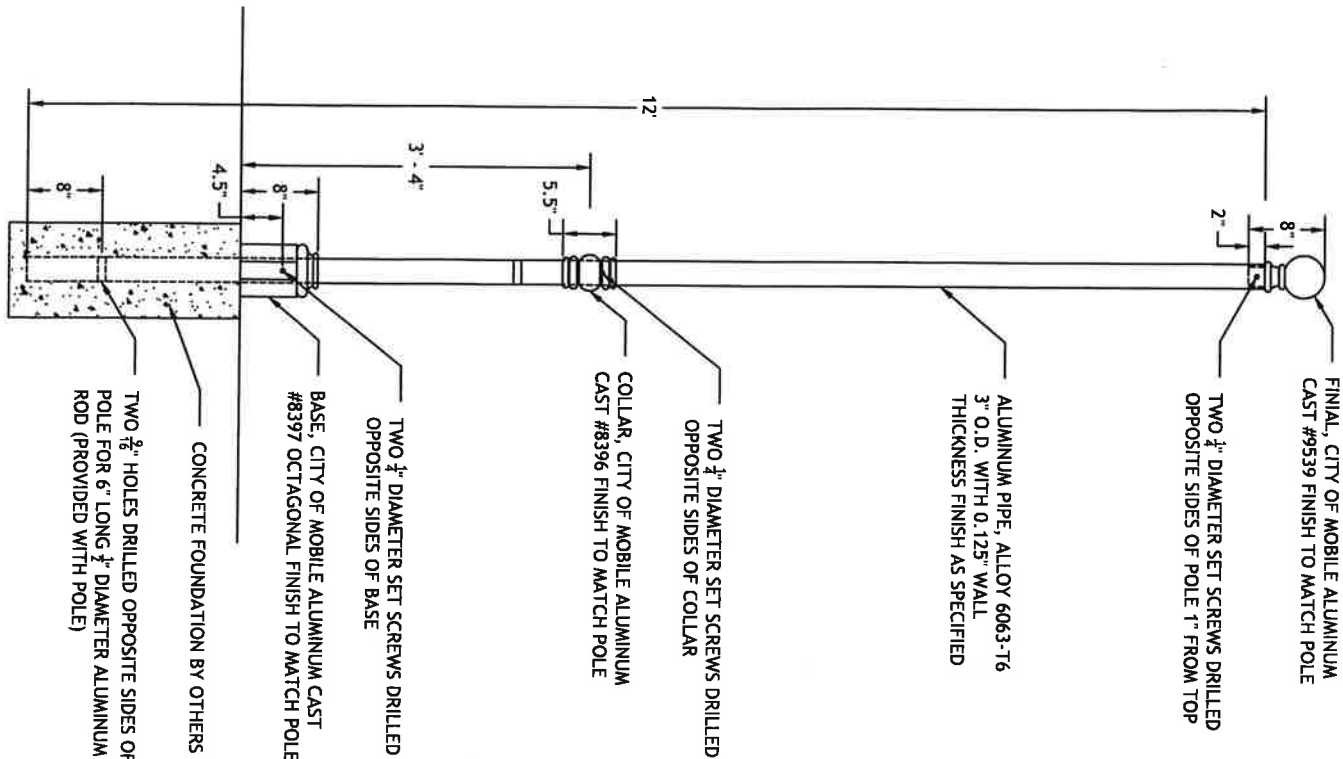 FINIAL, CITY OF MOBILE ALUMINUM
CAST #9539 FINISH TO MATCH POLE
TWO 1/4" DIAMETER SET SCREWS DRILLED
OPPOSITE SIDES OF POLE 1" FROM TOP
ALUMINUM PIPE, ALLOY 6063-T6
3" O.D. WITH 0.125" WALL
THICKNESS FINISH AS SPECIFIED
TWO 1/4" DIAMETER SET SCREWS DRILLED
OPPOSITE SIDES OF COLLAR
COLLAR, CITY OF MOBILE ALUMINUM
CAST #8396 FINISH TO MATCH POLE
TWO 1/4" DIAMETER SET SCREWS DRILLED
OPPOSITE SIDES OF BASE
BASE, CITY OF MOBILE ALUMINUM CAST
#8397 OCTAGONAL FINISH TO MATCH POLE
CONCRETE FOUNDATION BY OTHERS
TWO 9/16" HOLES DRILLED OPPOSITE SIDES OF
POLE FOR 6" LONG 1/2" DIAMETER ALUMINUM
ROD (PROVIDED WITH POLE)
8"
2"
12'
5.5"
3' - 4"
8"
4.5"
8"